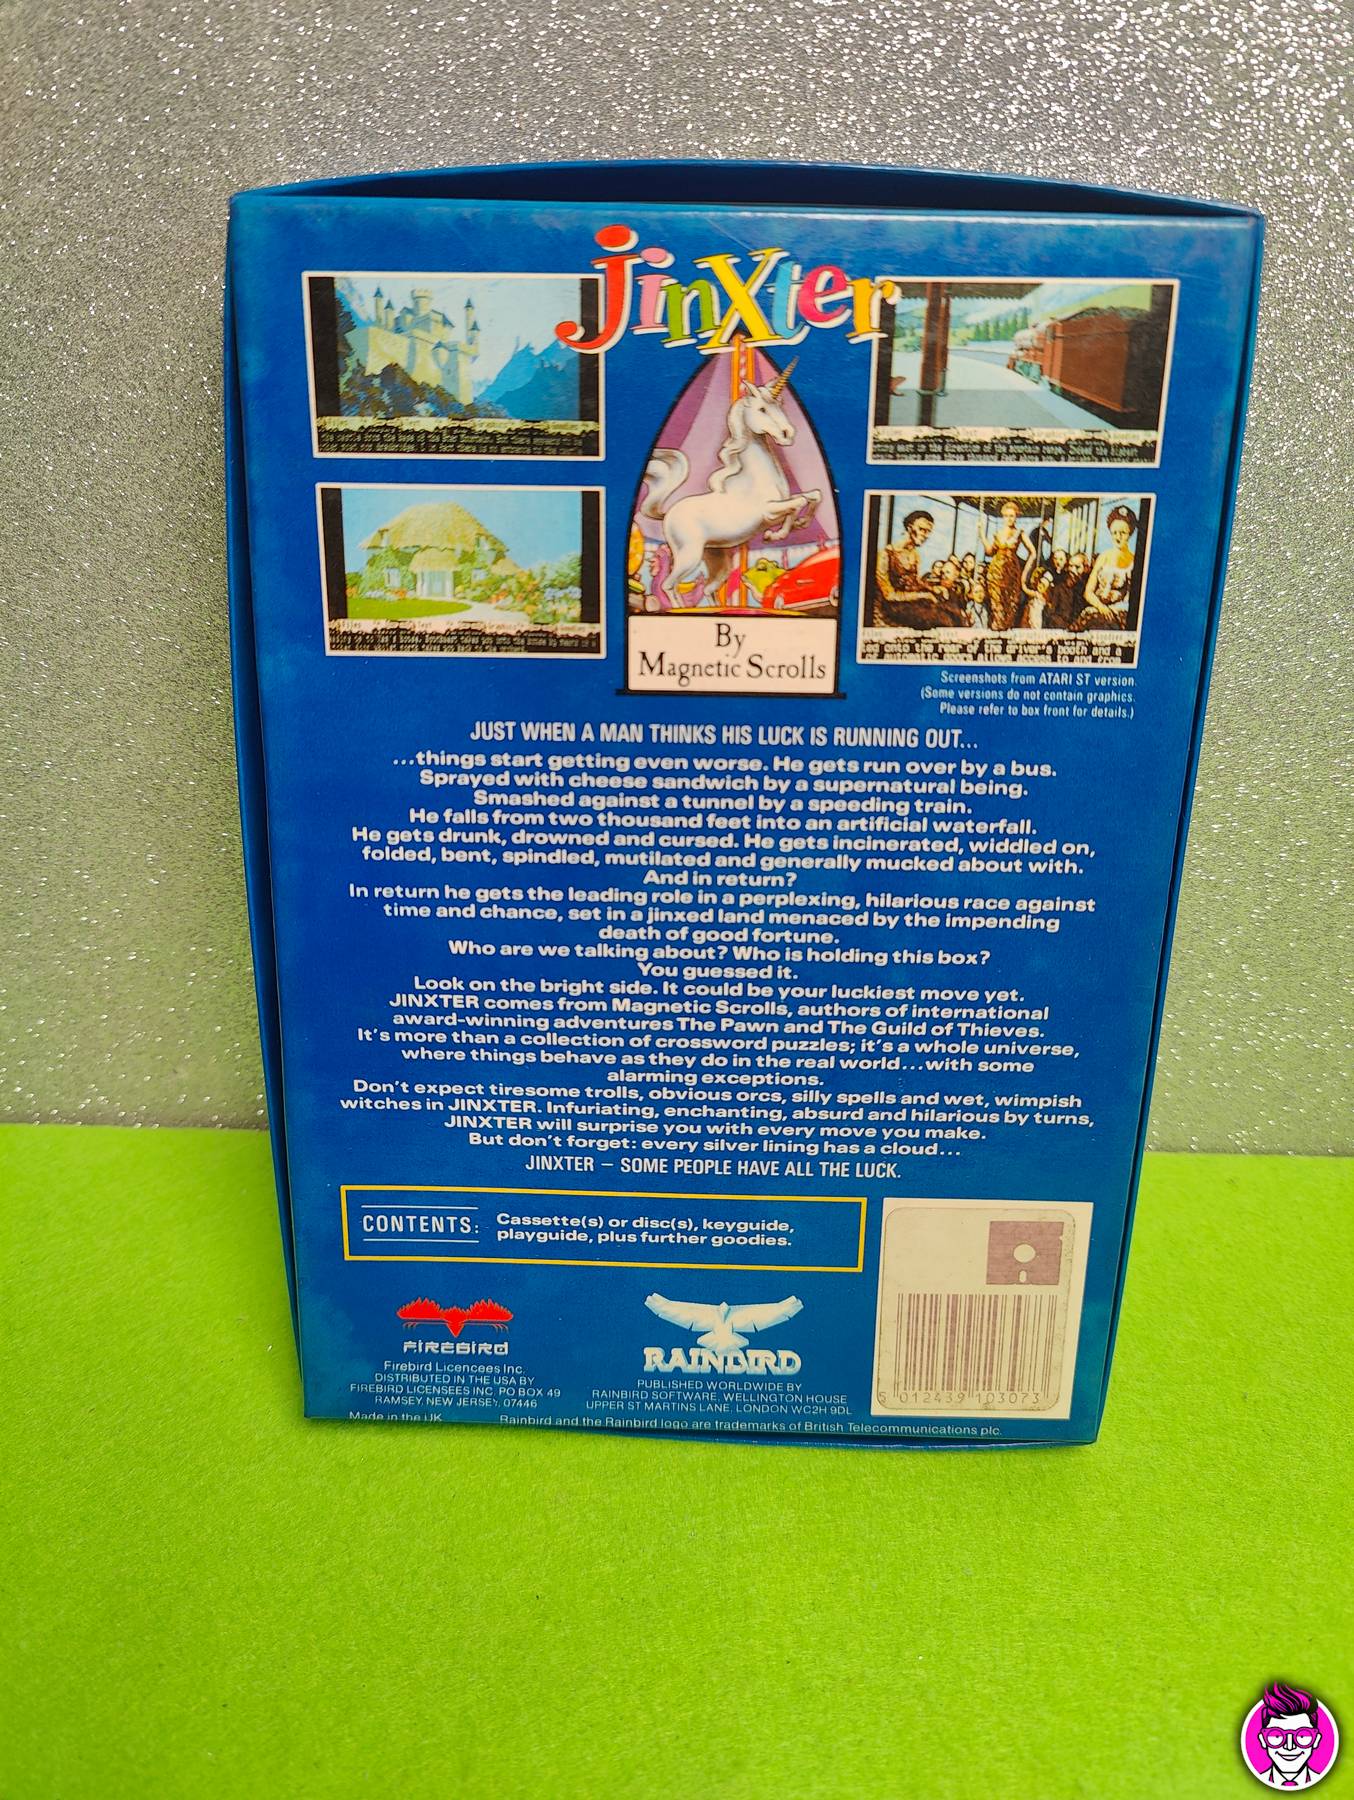 Jinxter
By
Magnetic Scrolls
Screenshots from ATARI ST version.
(Some versions do not contain graphics.
Please refer to box front for details.)
JUST WHEN A MAN THINKS HIS LUCK IS RUNNING OUT...
...things start getting even worse. He gets run over by a bus.
Sprayed with cheese sandwich by a supernatural being.
Smashed against a tunnel by a speeding train.
He falls from two thousand feet into an artificial waterfall.
He gets drunk, drowned and cursed. He gets incinerated, widdled on,
folded, bent, spindled, mutilated and generally mucked about with.
And in return?
In return he gets the leading role in a perplexing, hilarious race against
time and chance, set in a jinxed land menaced by the impending
death of good fortune.
Who are we talking about? Who is holding this box?
You guessed it.
Look on the bright side. It could be your luckiest move yet.
JINXTER comes from Magnetic Scrolls, authors of international
award-winning adventures The Pawn and The Guild of Thieves.
It's more than a collection of crossword puzzles; it's a whole universe,
where things behave as they do in the real world...with some
alarming exceptions.
Don't expect tiresome trolls, obvious orcs, silly spells and wet, wimpish
witches in JINXTER. Infuriating, enchanting, absurd and hilarious by turns,
JINXTER will surprise you with every move you make.
But don't forget: every silver lining has a cloud...
JINXTER – SOME PEOPLE HAVE ALL THE LUCK.
CONTENTS:
Cassette(s) or disc(s), keyguide,
playguide, plus further goodies.
FIREBIRD
Firebird Licencees Inc.
DISTRIBUTED IN THE USA BY
FIREBIRD LICENSEES INC, PO BOX 49
RAMSEY, NEW JERSEY, 07446
Made in the UK
RAINBIRD
PUBLISHED WORLDWIDE BY
RAINBIRD SOFTWARE, WELLINGTON HOUSE
UPPER ST MARTINS LANE, LONDON WC2H 9DL
Rainbird and the Rainbird logo are trademarks of British Telecommunications plc.
5 012439 103073